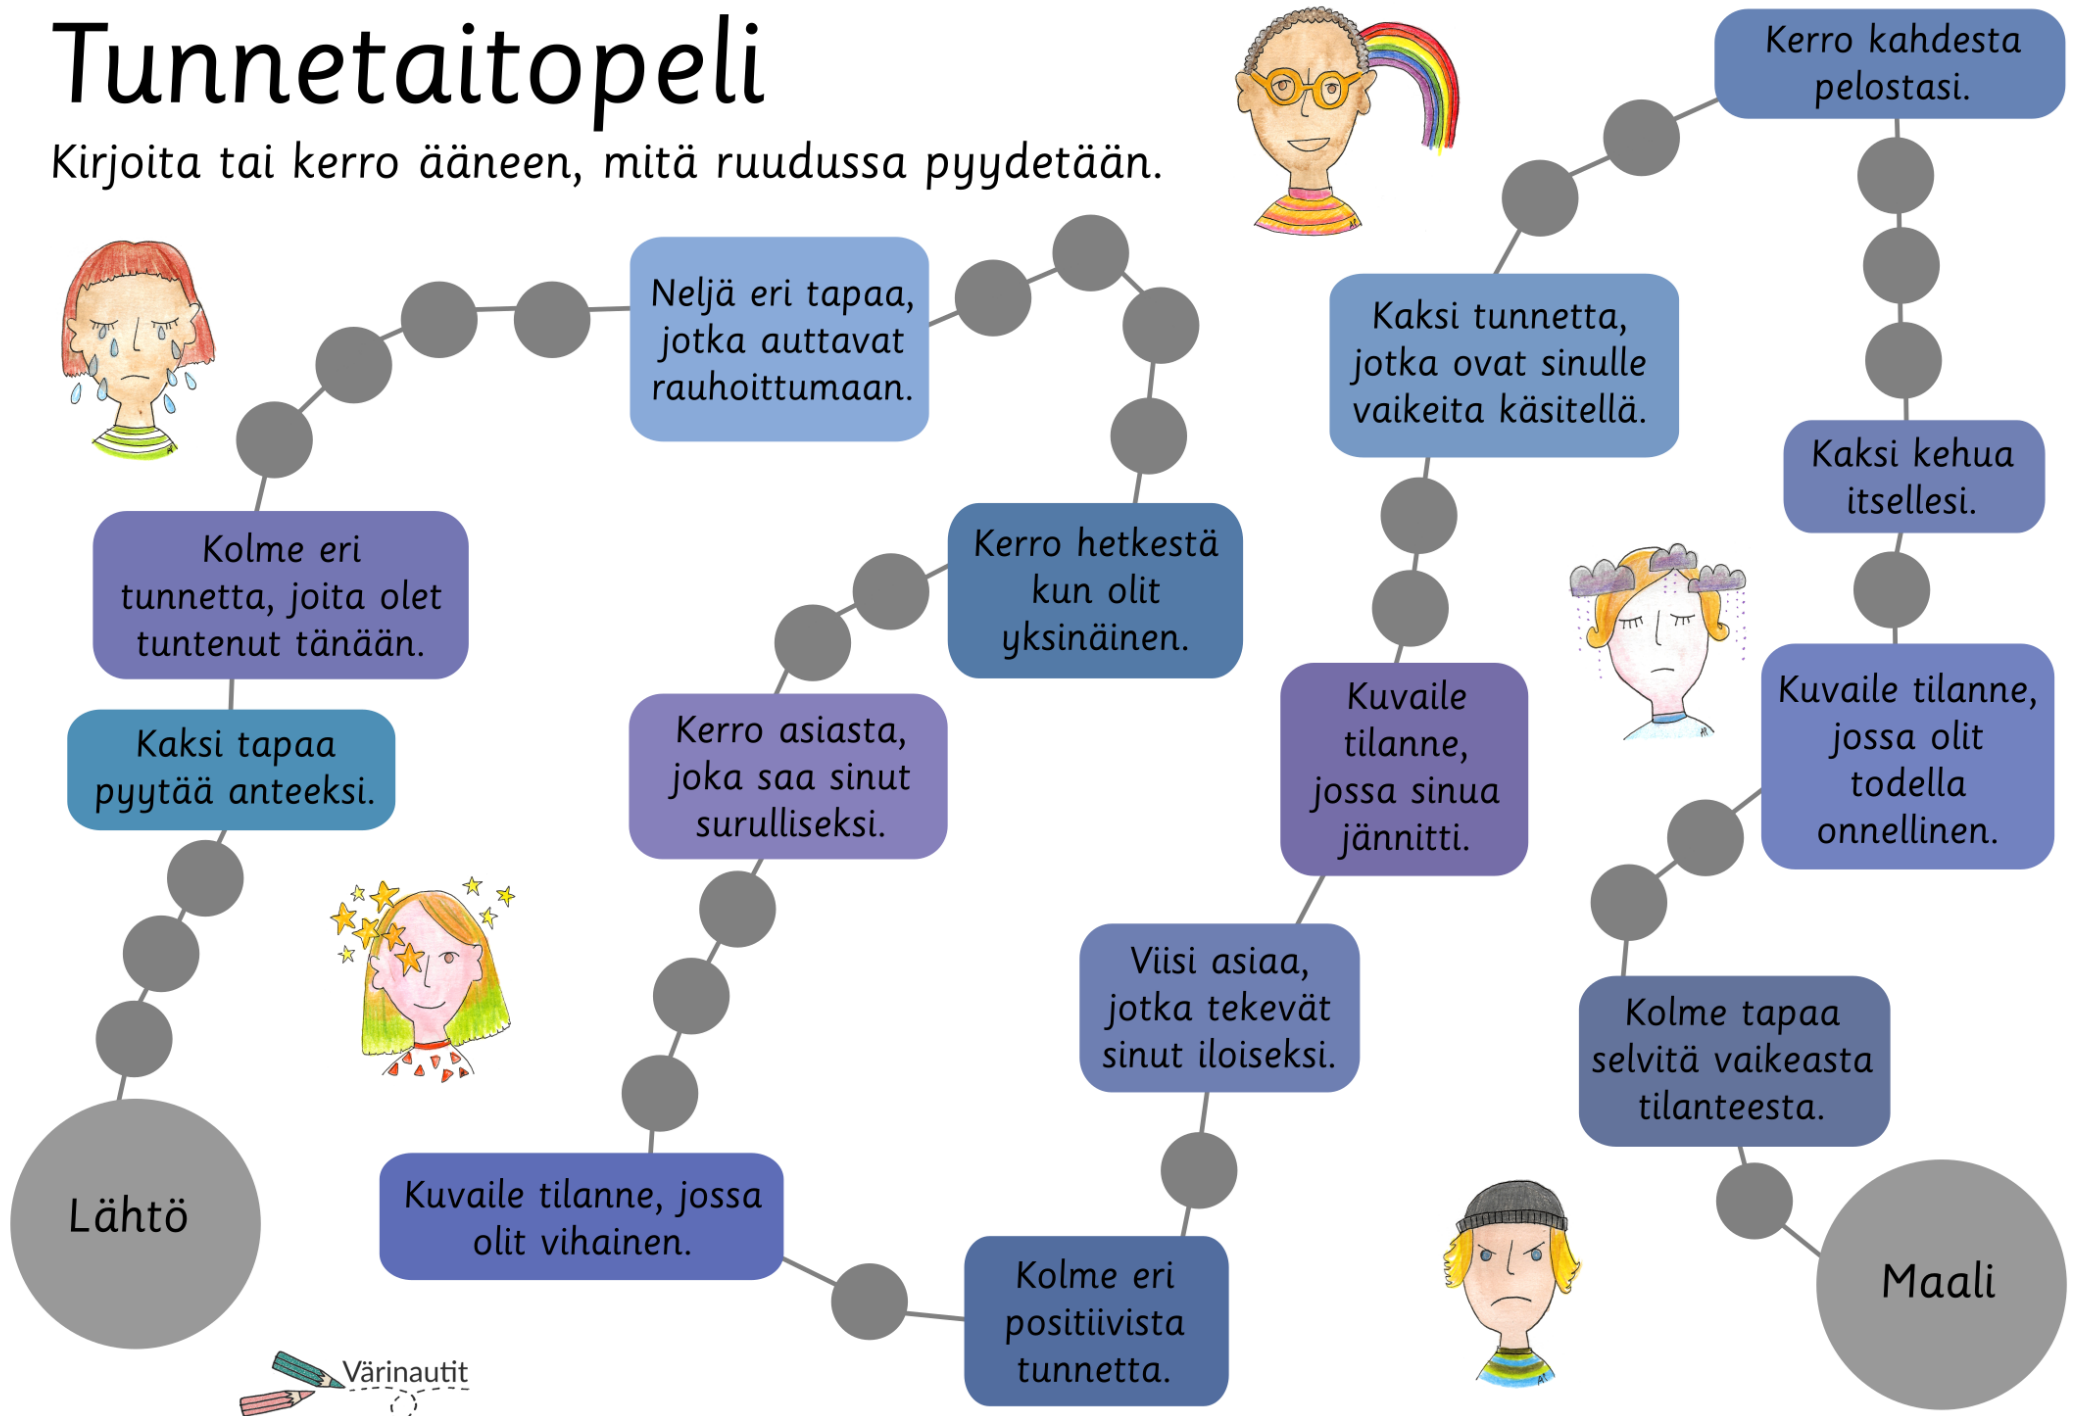 Tunnetaitopeli
Kirjoita tai kerro ääneen, mitä ruudussa pyydetään.
Lähtö
Kaksi tapaa
pyytää anteeksi.
Kolme eri
tunnetta, joita olet
tuntenut tänään.
Neljä eri tapaa,
jotka auttavat
rauhoittumaan.
Kerro hetkestä
kun olit
yksinäinen.
Kerro asiasta,
joka saa sinut
surulliseksi.
Kuvaile tilanne, jossa
olit vihainen.
Kolme eri
positiivista
tunnetta.
Viisi asiaa,
jotka tekevät
sinut iloiseksi.
Kuvaile
tilanne,
jossa sinua
jännitti.
Kaksi tunnetta,
jotka ovat sinulle
vaikeita käsitellä.
Kerro kahdesta
pelostasi.
Kaksi kehua
itsellesi.
Kuvaile tilanne,
jossa olit
todella
onnellinen.
Kolme tapaa
selvitä vaikeasta
tilanteesta.
Maali
Värinautit